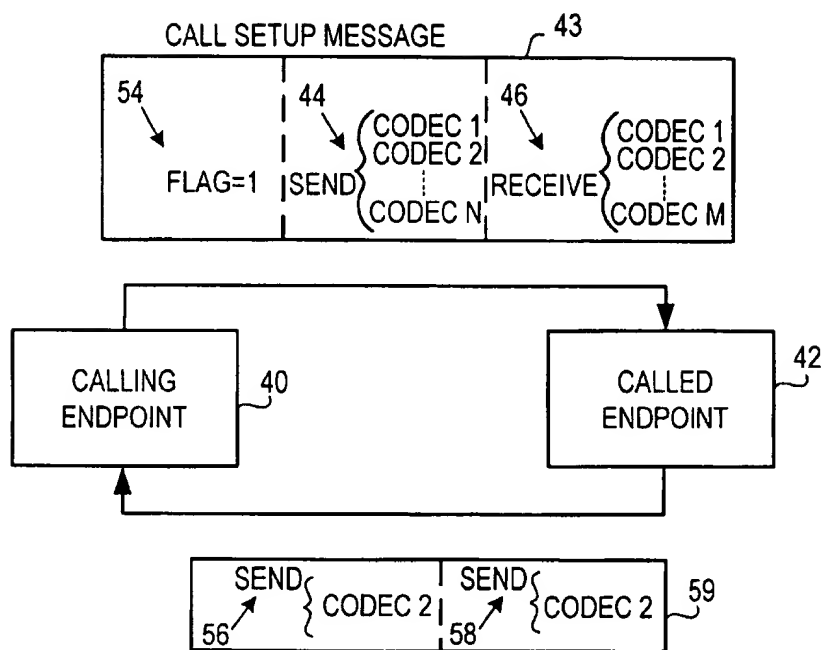 CALL SETUP MESSAGE
43
54
FLAG=1
44
SEND
CODEC 1
CODEC 2
CODEC N
46
RECEIVE
CODEC 1
CODEC 2
CODEC M
CALLING
ENDPOINT
40
CALLED
ENDPOINT
42
SEND
CODEC 2
56
SEND
CODEC 2
58
59